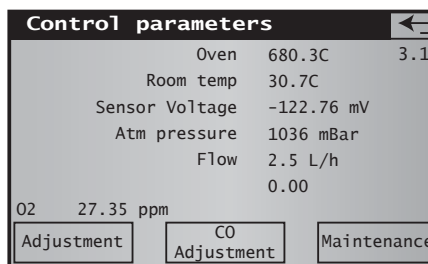 Control parameters
Oven 680.3C 3.1
Room temp 30.7C
Sensor Voltage -122.76 mV
Atm pressure 1036 mBar
Flow 2.5 L/h
0.00
O2 27.35 ppm
Adjustment
CO
Adjustment
Maintenance